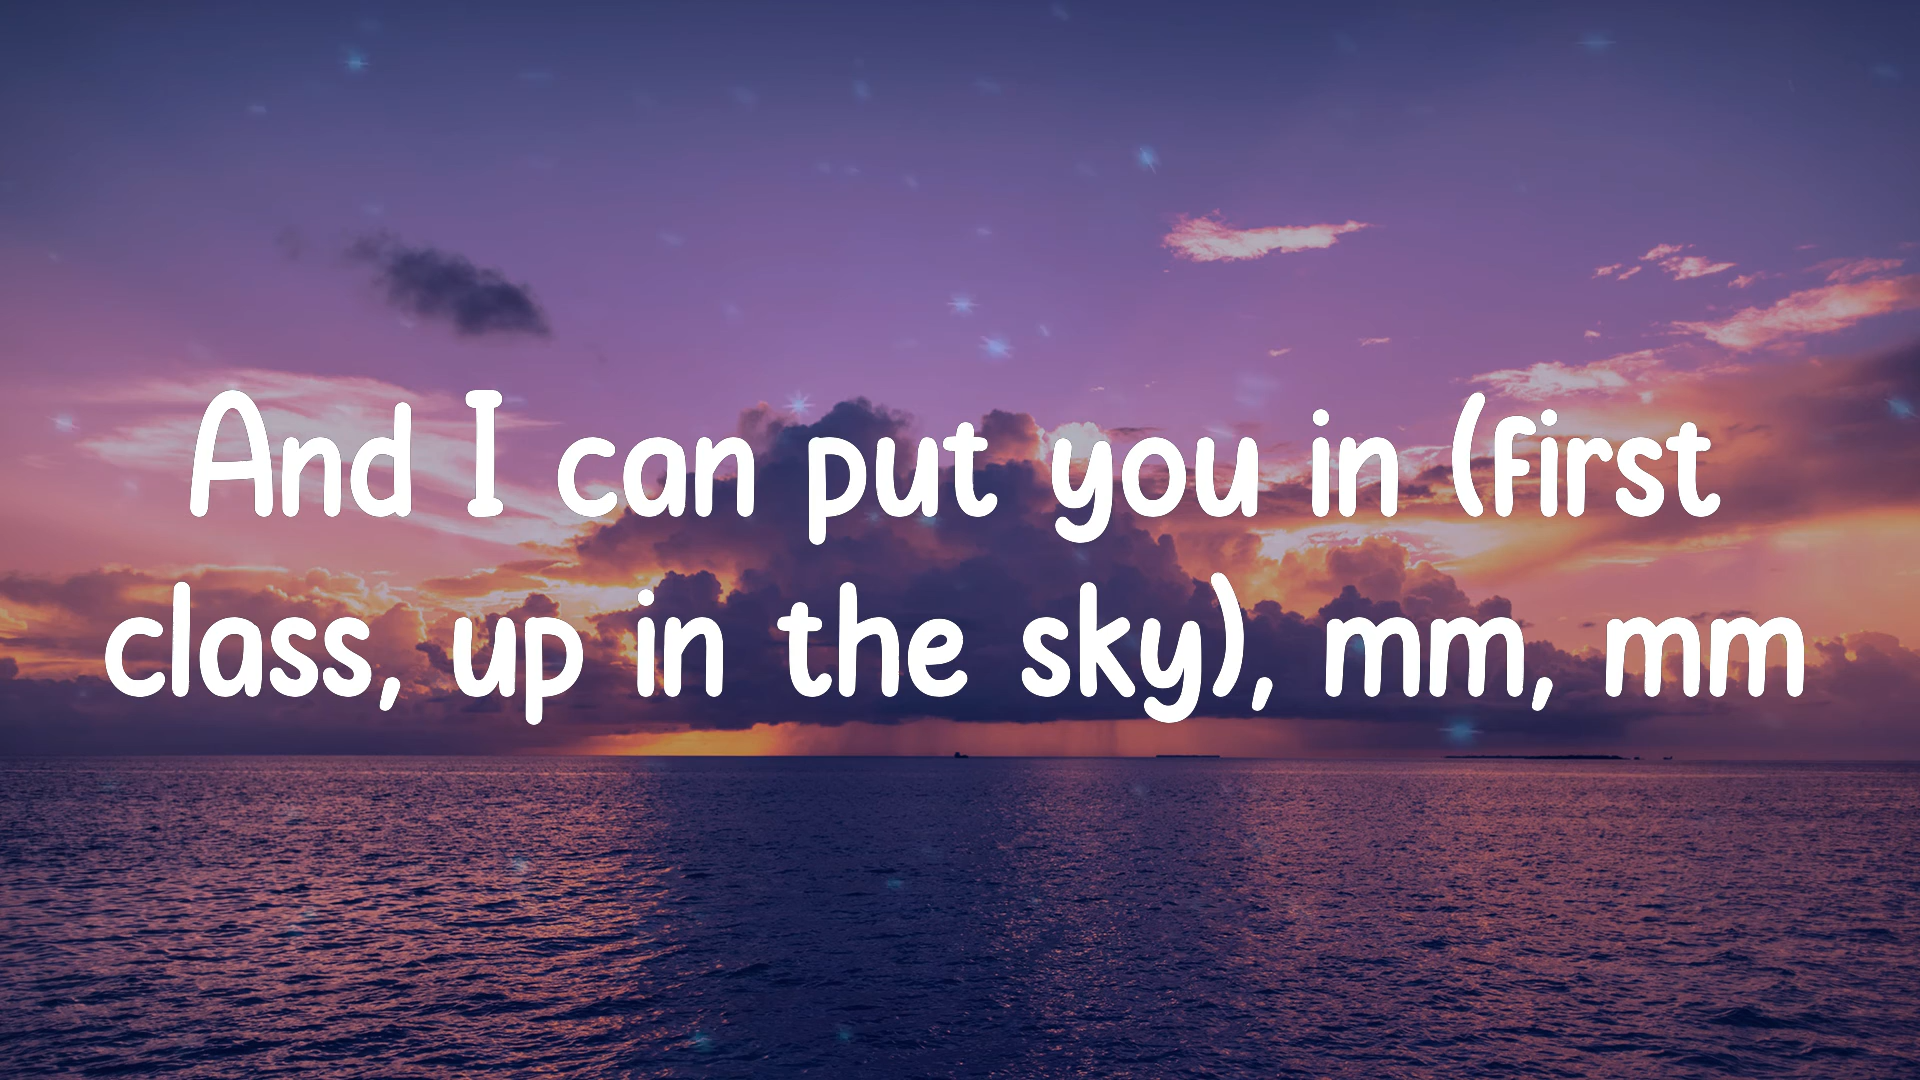 And I can put you in (first
class, up in the sky), mm, mm